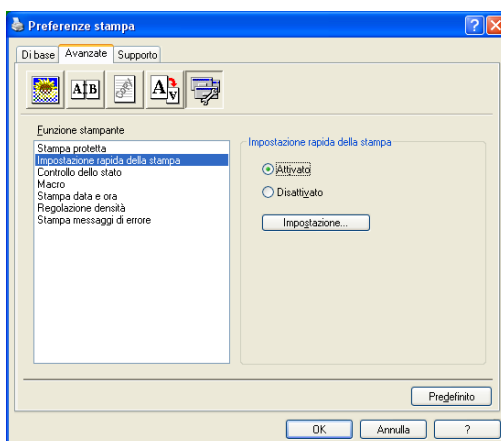 Preferenze stampa
Di base Avanzate Supporto
A B
A
Funzione stampante
Stampa protetta
Impostazione rapida della stampa
Controllo dello stato
Macro
Stampa data e ora
Regolazione densità
Stampa messaggi di errore
Impostazione rapida della stampa
Attivato
Disattivato
Impostazione...
Predefinito
OK Annulla ?